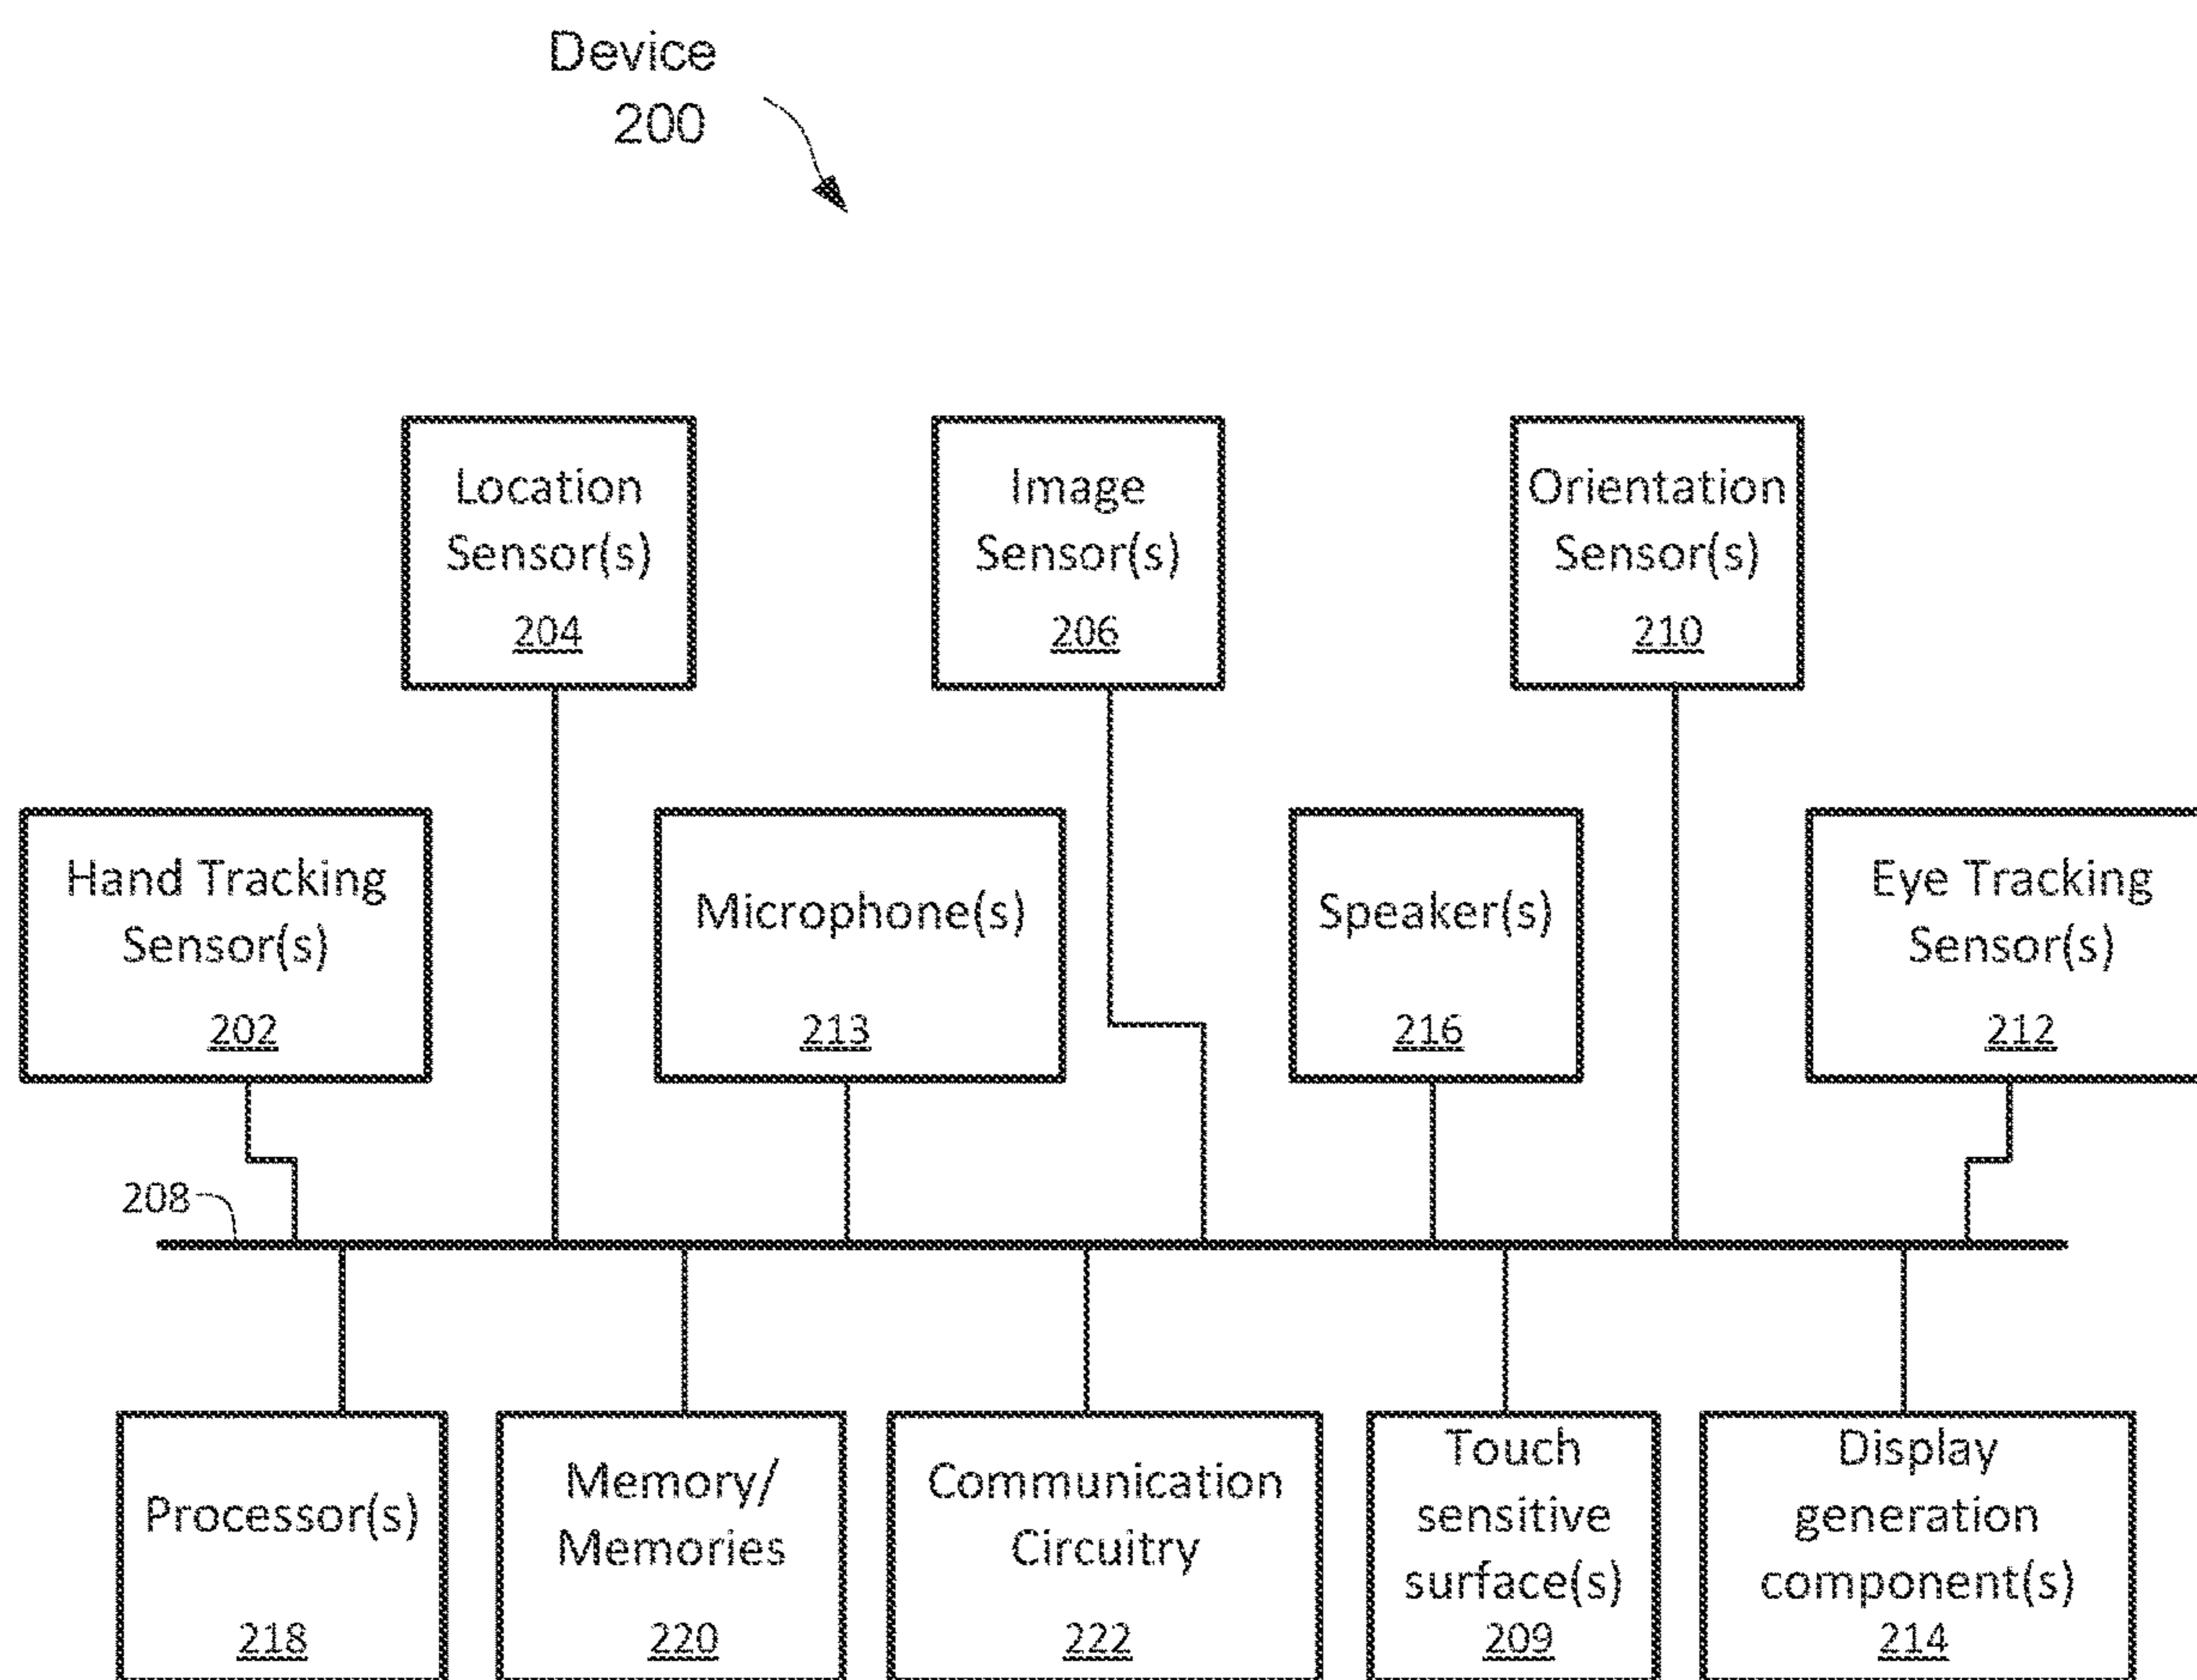 Device
200
Location
Sensor(s)
204
Image
Sensor(s)
206
Orientation
Sensor(s)
210
Hand Tracking
Sensor(s)
202
Microphone(s)
213
Speaker(s)
216
Eye Tracking
Sensor(s)
212
208
Processor(s)
218
Memory/
Memories
220
Communication
Circuitry
222
Touch
sensitive
surface(s)
209
Display
generation
component(s)
214